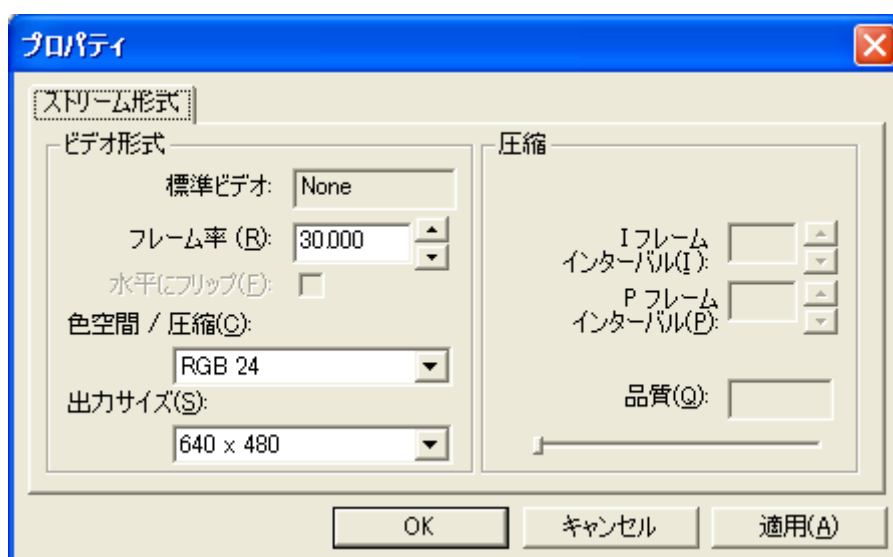 プロパティ
ストリーム形式
ビデオ形式
標準ビデオ: None
フレーム率 (R): 30.000
水平にフリップ(F):
色空間 / 圧縮(C):
RGB 24
出力サイズ(S):
640 x 480
圧縮
I フレーム
インターバル(I):
P フレーム
インターバル(P):
品質(Q):
OK
キャンセル
適用(A)